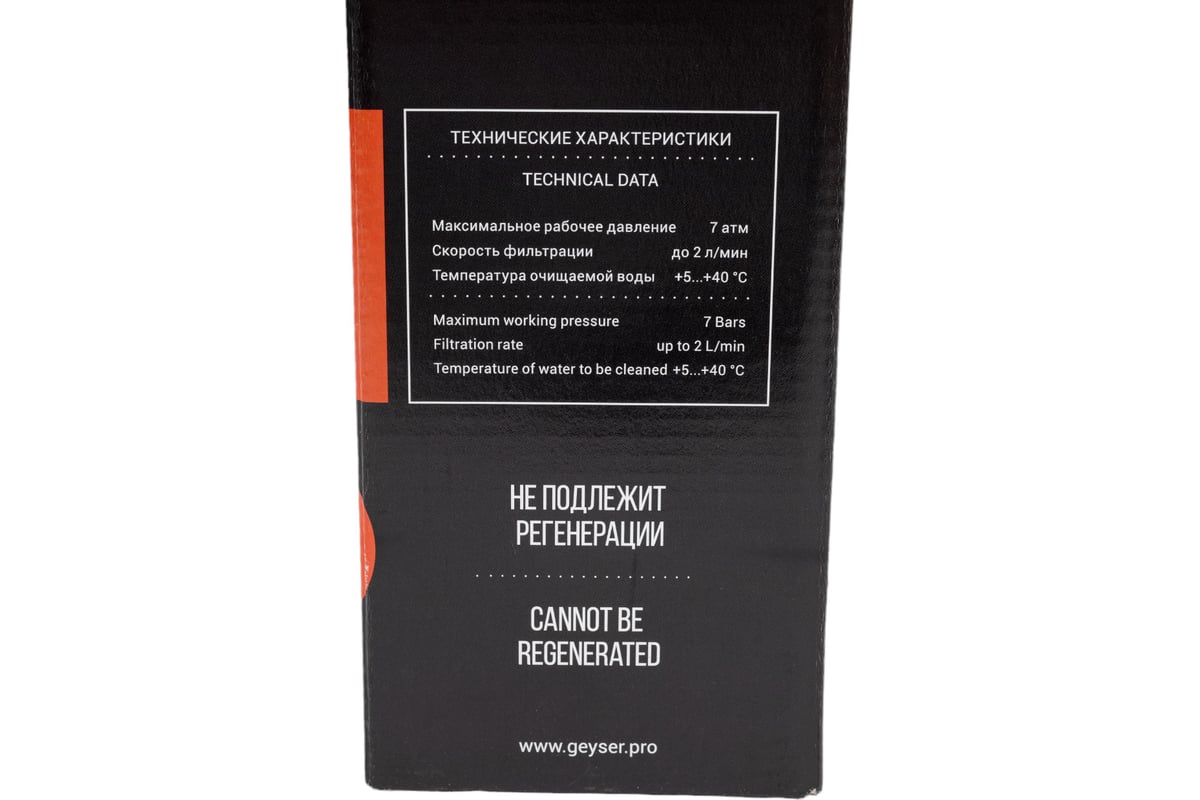 ТЕХНИЧЕСКИЕ ХАРАКТЕРИСТИКИ
TECHNICAL DATA
Максимальное рабочее давление 7 атм
Скорость фильтрации до 2 л/мин
Температура очищаемой воды +5...+40 °C
Maximum working pressure 7 Bars
Filtration rate up to 2 L/min
Temperature of water to be cleaned +5...+40 °C
НЕ ПОДЛЕЖИТ
РЕГЕНЕРАЦИИ
CANNOT BE
REGENERATED
www.geyser.pro